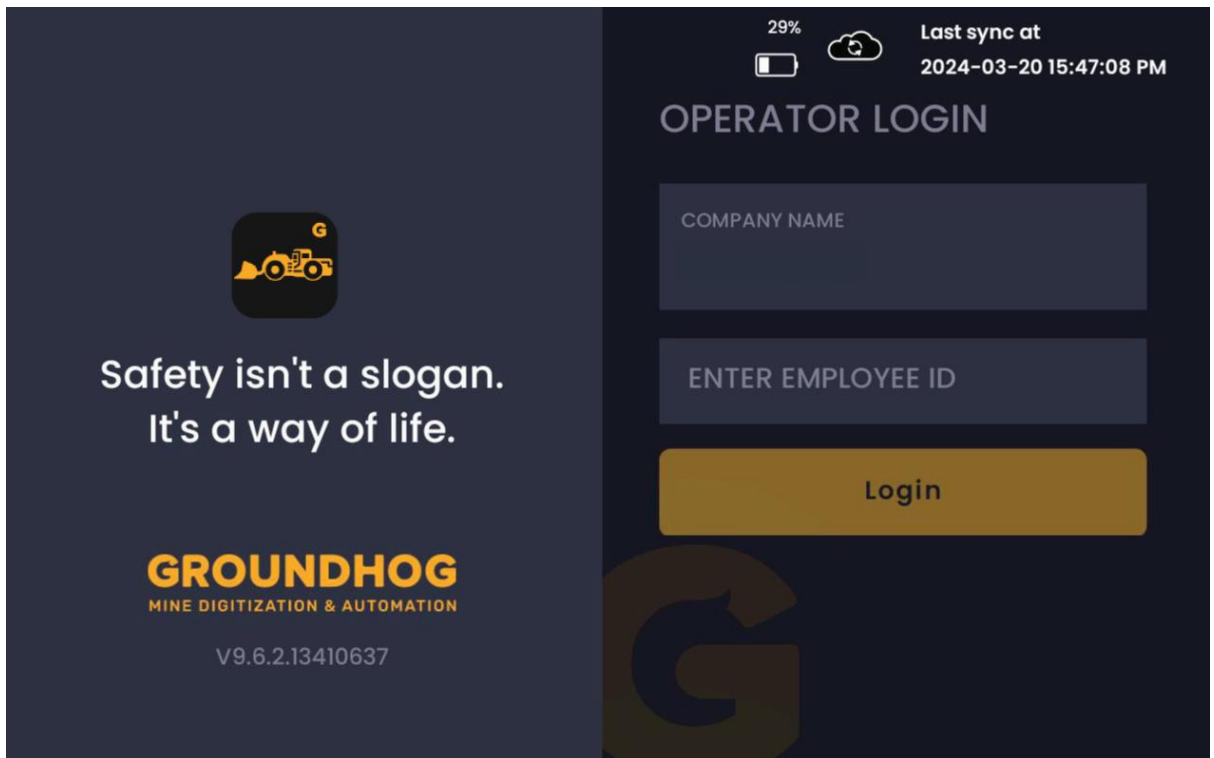 G
Safety isn't a slogan.
It's a way of life.
GROUNDHOG
MINE DIGITIZATION & AUTOMATION
V9.6.2.13410637
29%
Last sync at
2024-03-20 15:47:08 PM
OPERATOR LOGIN
COMPANY NAME
ENTER EMPLOYEE ID
Login
G